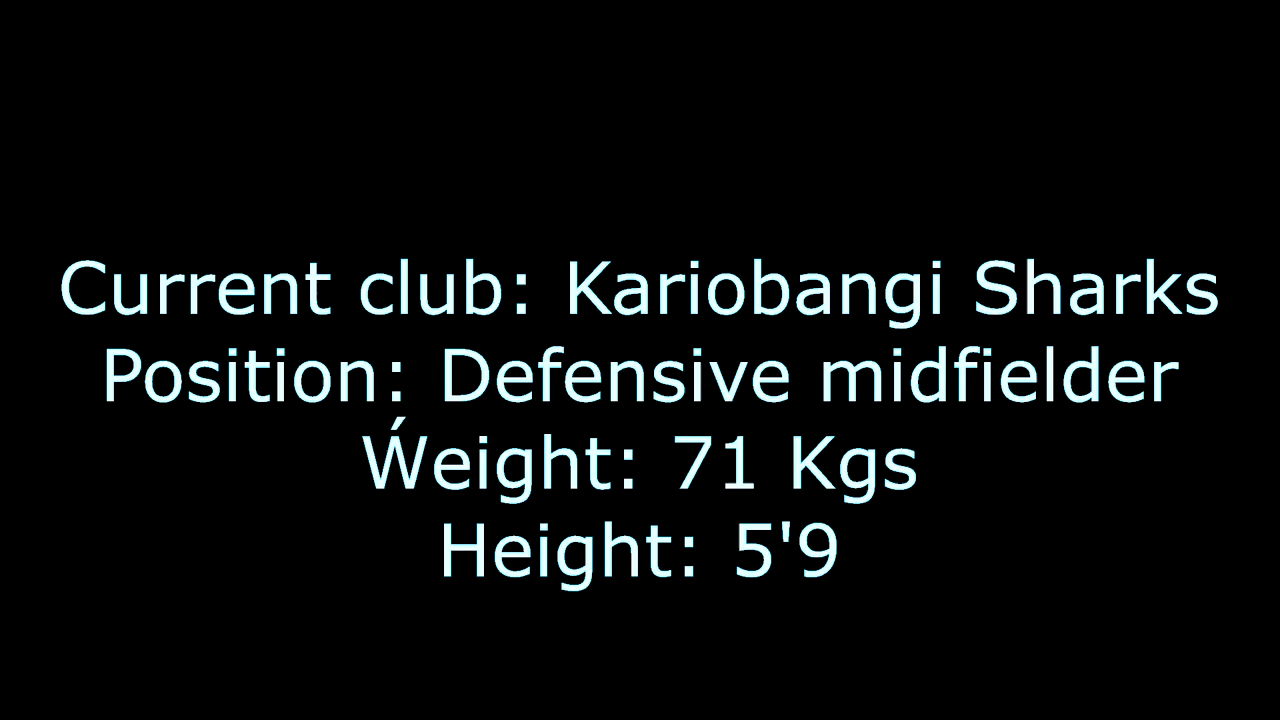 Current club: Kariobangi Sharks
Position: Defensive midfielder
Ẃeight: 71 Kgs
Height: 5'9